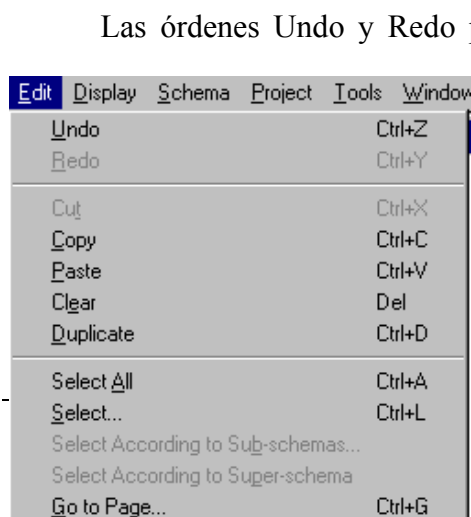 Las órdenes Undo y Redo
Edit Display Schema Project Tools Window
Undo Ctrl+Z
Redo Ctrl+Y
Cut Ctrl+X
Copy Ctrl+C
Paste Ctrl+V
Clear Del
Duplicate Ctrl+D
Select All Ctrl+A
Select... Ctrl+L
Select According to Sub-schemas...
Select According to Super-schema
Go to Page... Ctrl+G